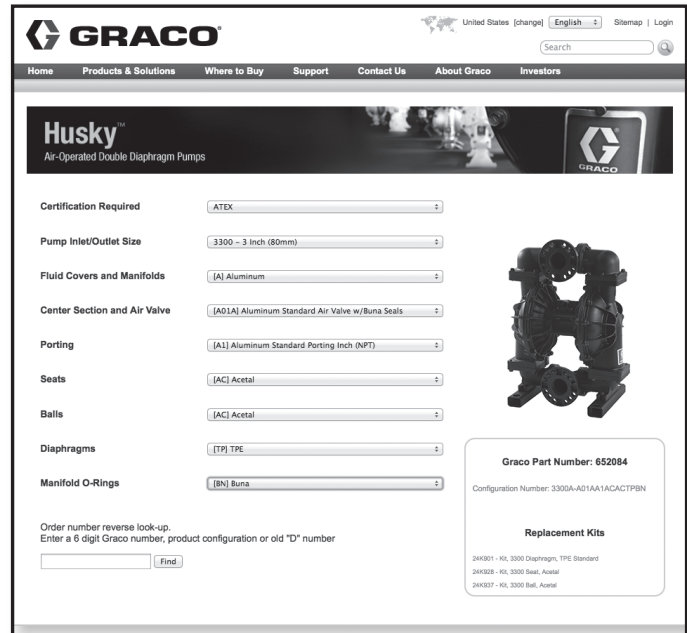 GRACO
United States [change] English Sitemap | Login
Search
Home Products & Solutions Where to Buy Support Contact Us About Graco Investors
Husky™
Air-Operated Double Diaphragm Pumps
GRACO
Certification Required ATEX
Pump Inlet/Outlet Size 3300 – 3 Inch (80mm)
Fluid Covers and Manifolds [A] Aluminum
Center Section and Air Valve [A01A] Aluminum Standard Air Valve w/Buna Seals
Porting [A1] Aluminum Standard Porting Inch (NPT)
Seats [AC] Acetal
Balls [AC] Acetal
Diaphragms [TP] TPE
Manifold O-Rings [BN] Buna
Order number reverse look-up.
Enter a 6 digit Graco number, product configuration or old "D" number
Find
Graco Part Number: 652084
Configuration Number: 3300A-A01AA1ACACTPBN
Replacement Kits
24K901 - Kit, 3300 Diaphragm, TPE Standard
24K928 - Kit, 3300 Seat, Acetal
24K937 - Kit, 3300 Ball, Acetal